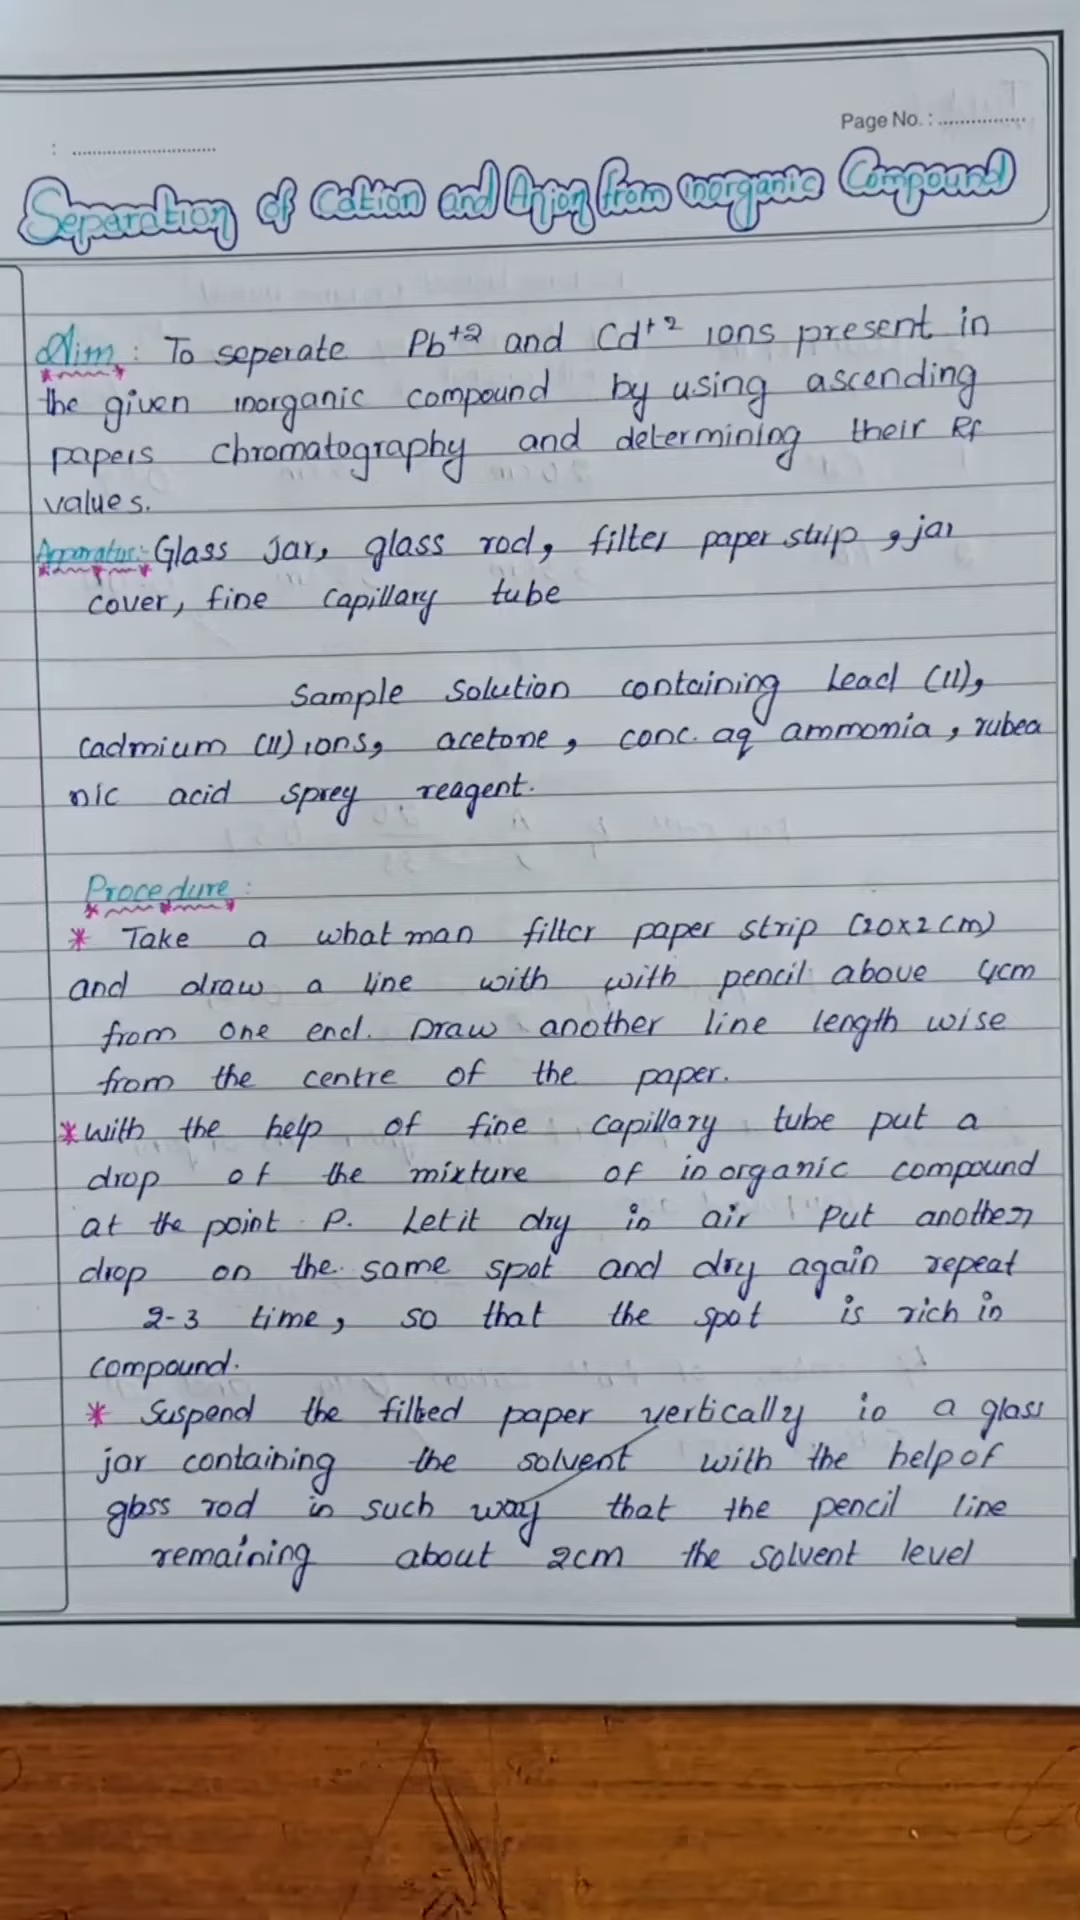 Page No. : ................
: ............................
Separation of Cation and Anion from inorganic Compound
Aim : To seperate Pb+2 and Cd+2 ions present in
the given inorganic compound by using ascending
papers chromatography and determining their Rf
values.
Apparatus:- Glass jar, glass rod, filter paper strip, jar
cover, fine capillary tube
Sample solution containing Lead (II),
cadmium (II) ions, acetone, conc. aq ammonia, rubea
nic acid sprey reagent.
Procedure :
* Take a what man filter paper strip (20x2 cm)
and draw a line with with pencil above 4cm
from one end. Draw another line length wise
from the centre of the paper.
* With the help of fine capillary tube put a
drop of the mixture of inorganic compound
at the point P. Let it dry in air put another
drop on the same spot and dry again repeat
2-3 time, so that the spot is rich in
compound.
* Suspend the filted paper vertically in a glass
jar containing the solvent with the help of
glass rod in such way that the pencil line
remaining about 2cm the solvent level